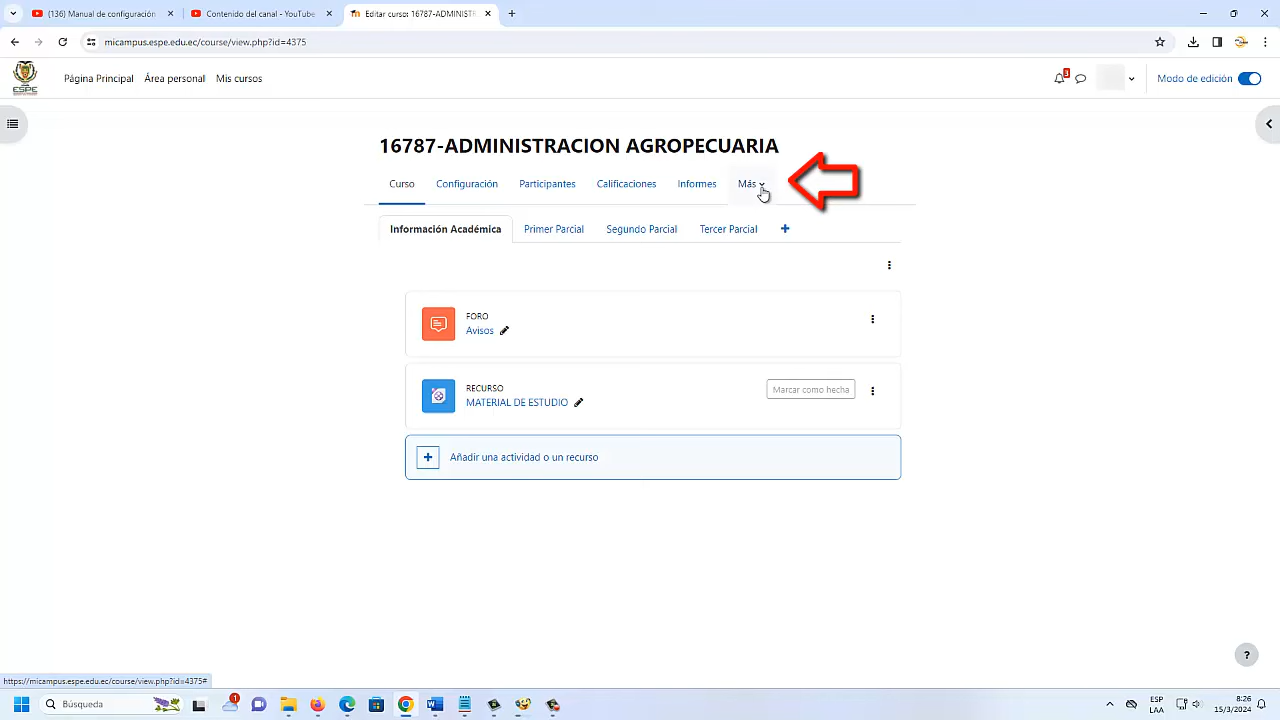 (136) Manual de configuración
Contenido del canal - YouTube
Editar curso: 16787-ADMINISTR
micampus.espe.edu.ec/course/view.php?id=4375
ESPE
Página Principal
Área personal
Mis cursos
3
Modo de edición
16787-ADMINISTRACION AGROPECUARIA
Curso
Configuración
Participantes
Calificaciones
Informes
Más
Información Académica
Primer Parcial
Segundo Parcial
Tercer Parcial
+
FORO
Avisos
RECURSO
MATERIAL DE ESTUDIO
Marcar como hecha
+ Añadir una actividad o un recurso
?
https://micampus.espe.edu.ec/course/view.php?id=4375#
Búsqueda
1
ESP
LAA
8:26
15/3/2024